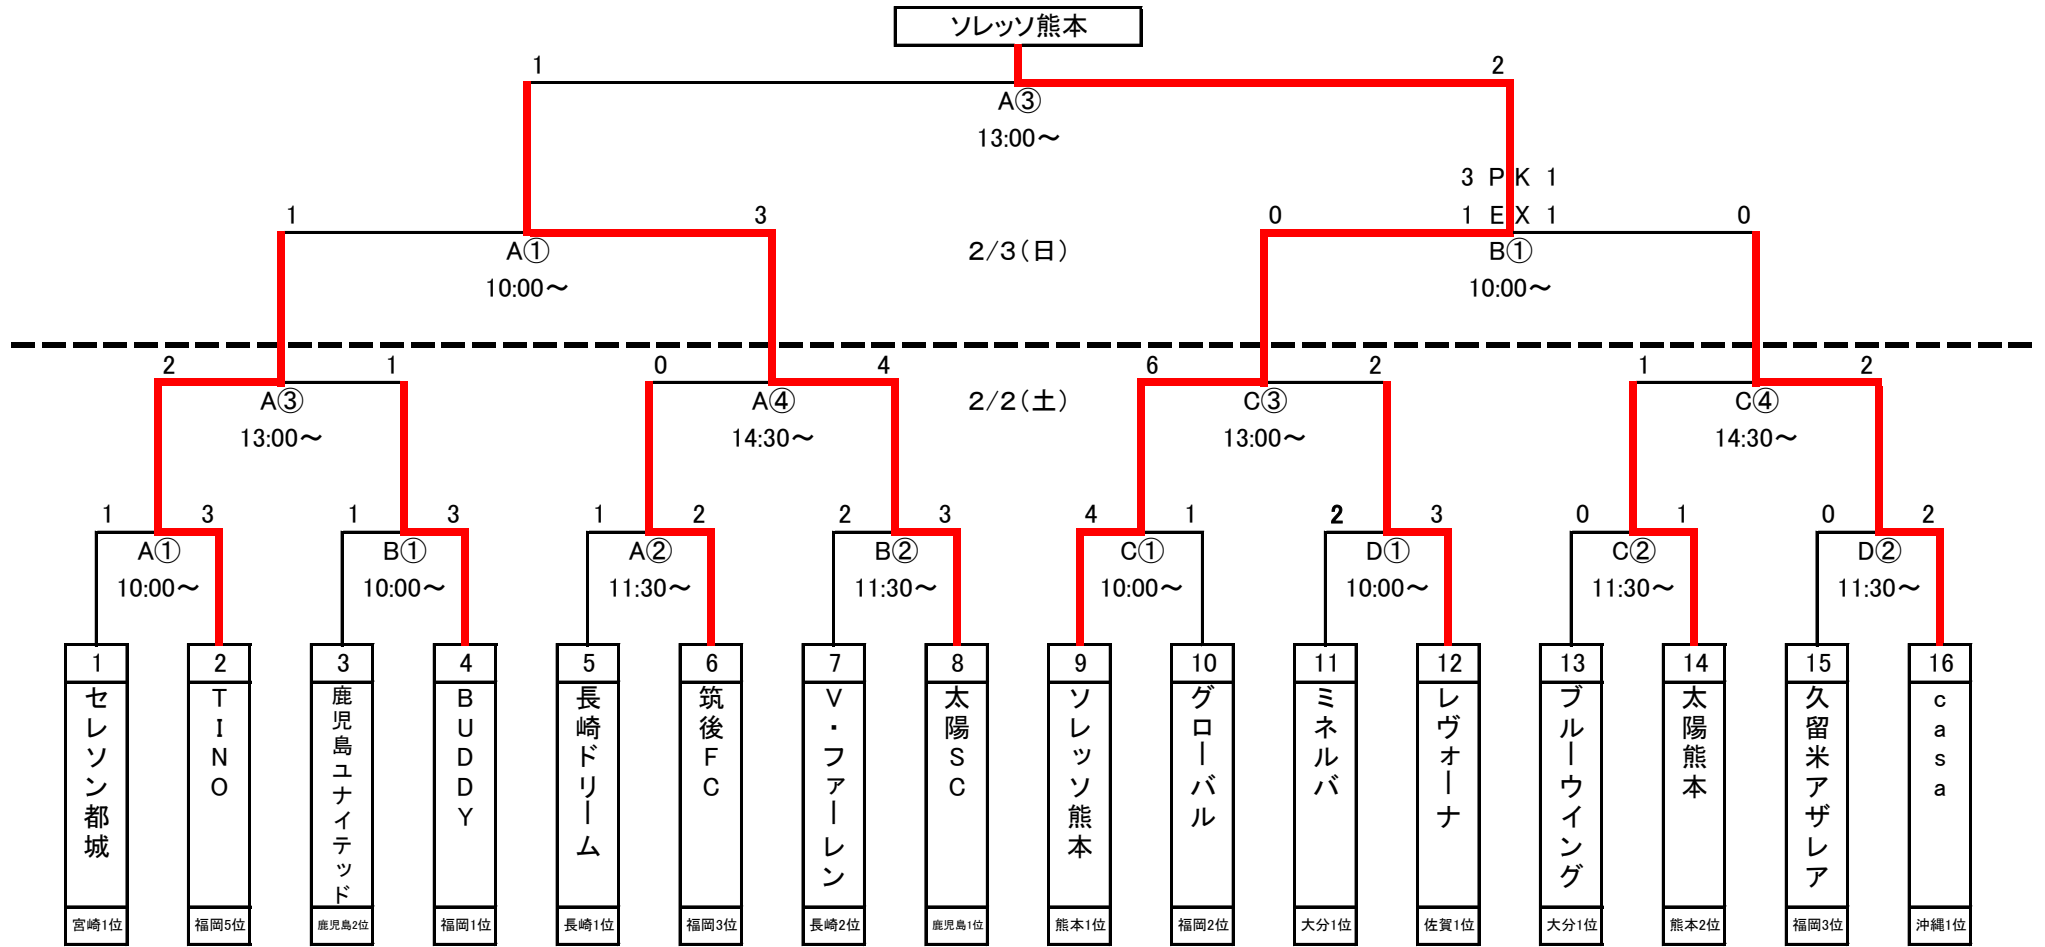 ソレッソ熊本
1 2
A③
13:00～
3 PK 1
1 3 0 1 EX 1 0
A① 2/3(日) B①
10:00～ 10:00～
2 1 0 4 6 2 1 2
A③ A④ 2/2(土) C③ C④
13:00～ 14:30～ 13:00～ 14:30～
1 3 1 3 1 2 2 3 4 1 2 3 0 1 0 2
A① B① A② B② C① D① C② D②
10:00～ 10:00～ 11:30～ 11:30～ 10:00～ 10:00～ 11:30～ 11:30～
1 2 3 4 5 6 7 8 9 10 11 12 13 14 15 16
セレソン都城
TINO
鹿児島ユナイテッド
BUDDY
長崎ドリーム
筑後FC
V・ファーレン
太陽SC
ソレッソ熊本
グローバル
ミネルバ
レヴォーナ
ブルーウイング
太陽熊本
久留米アザレア
casa
宮崎1位 福岡5位 鹿児島2位 福岡1位 長崎1位 福岡3位 長崎2位 鹿児島1位 熊本1位 福岡2位 大分1位 佐賀1位 大分1位 熊本2位 福岡3位 沖縄1位